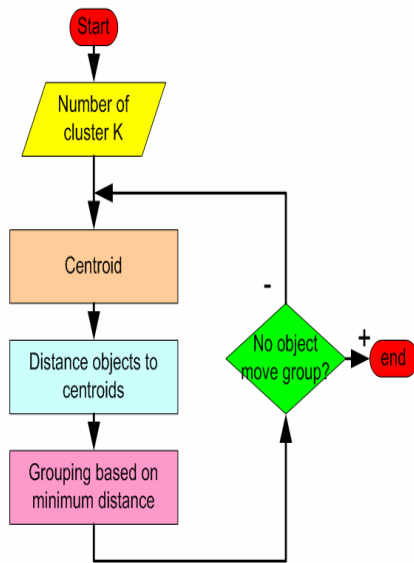 Start
Number of
cluster K
Centroid
Distance objects to
centroids
Grouping based on
minimum distance
-
No object
move group?
+
end